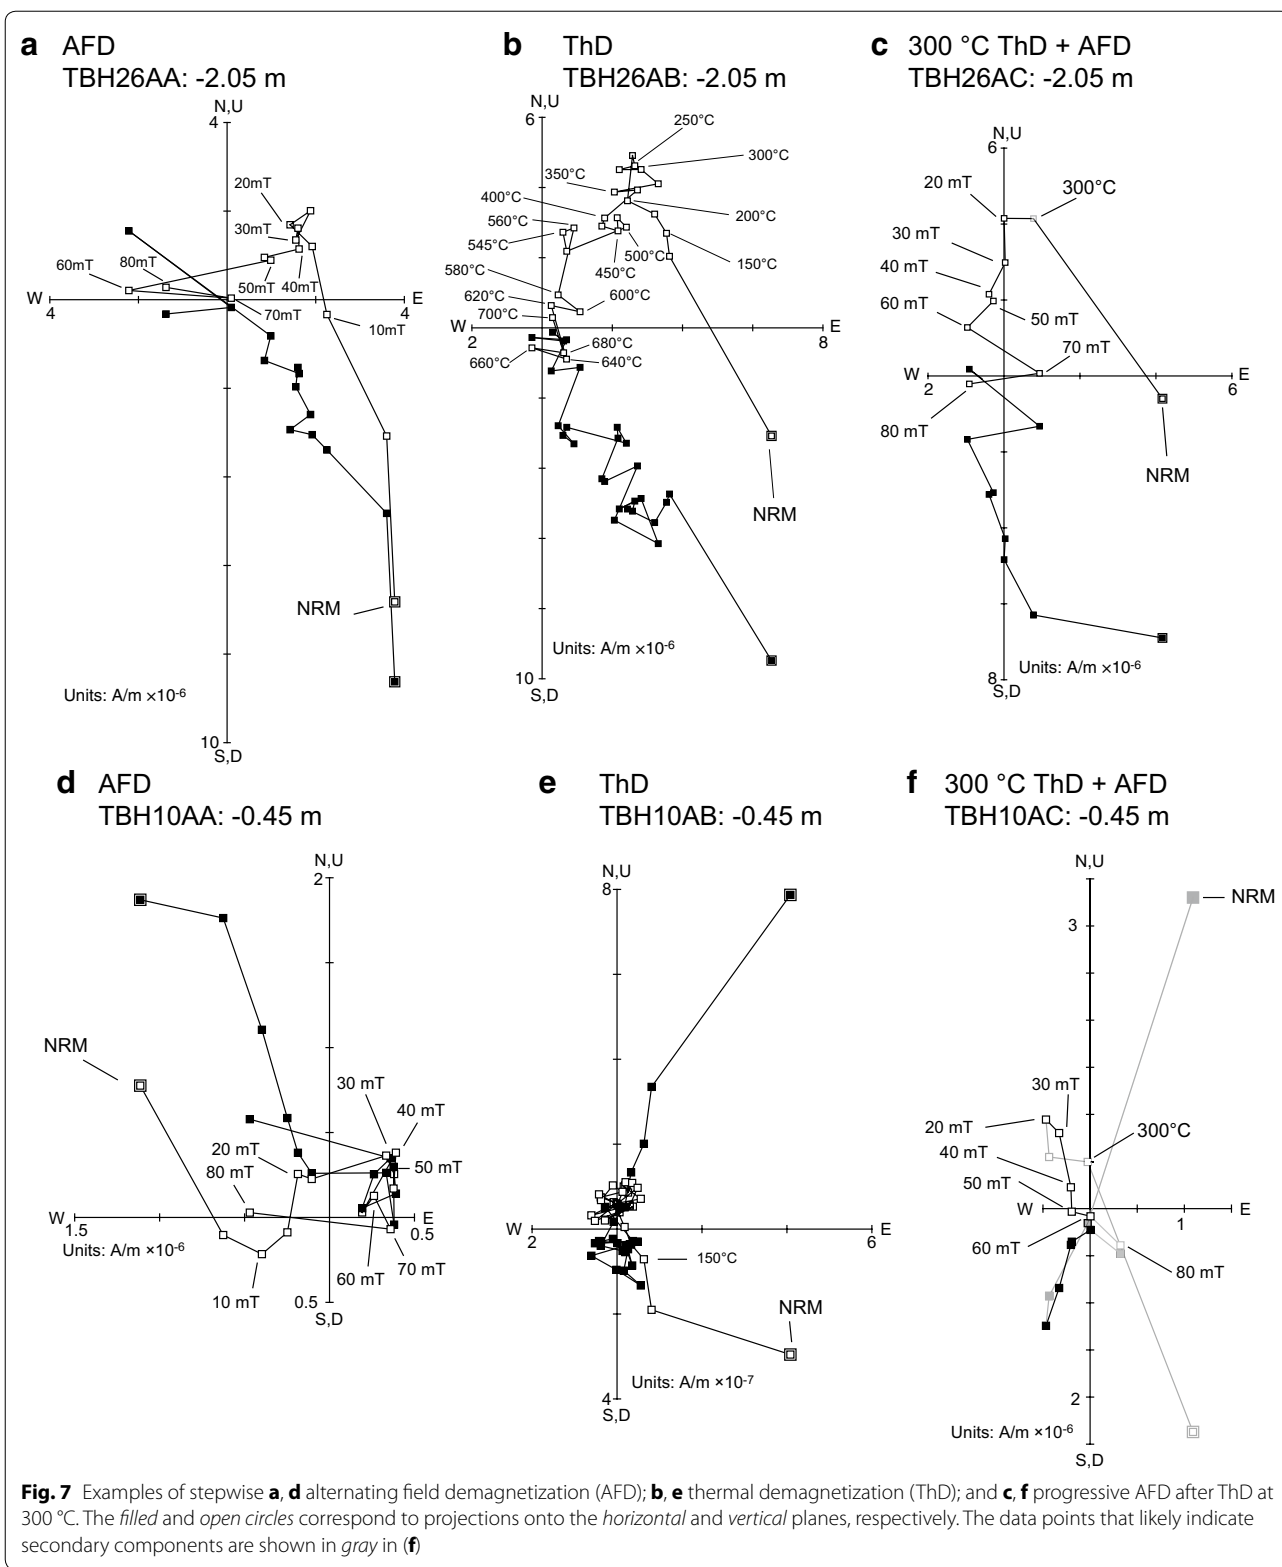 a AFD
TBH26AA: -2.05 m
N,U
4
20mT
30mT
60mT
80mT
50mT
40mT
W
4
4
E
70mT
10mT
NRM
Units: A/m ×10-6
10
S,D
b ThD
TBH26AB: -2.05 m
N,U
6
250°C
300°C
350°C
400°C
200°C
560°C
545°C
500°C
150°C
450°C
580°C
620°C
600°C
700°C
W
2
8
E
680°C
660°C
640°C
NRM
Units: A/m ×10-6
10
S,D
c 300 °C ThD + AFD
TBH26AC: -2.05 m
N,U
6
20 mT
300°C
30 mT
40 mT
60 mT
50 mT
70 mT
W
2
6
E
80 mT
NRM
Units: A/m ×10-6
8
S,D
d AFD
TBH10AA: -0.45 m
N,U
2
NRM
30 mT
40 mT
20 mT
80 mT
50 mT
W
1.5
E
0.5
Units: A/m ×10-6
70 mT
60 mT
10 mT
0.5
S,D
e ThD
TBH10AB: -0.45 m
N,U
8
W
2
6
E
150°C
NRM
Units: A/m ×10-7
4
S,D
f 300 °C ThD + AFD
TBH10AC: -0.45 m
N,U
NRM
3
30 mT
20 mT
300°C
40 mT
50 mT
W
1
E
60 mT
80 mT
2
Units: A/m ×10-6
S,D
Fig. 7 Examples of stepwise a, d alternating field demagnetization (AFD); b, e thermal demagnetization (ThD); and c, f progressive AFD after ThD at
300 °C. The filled and open circles correspond to projections onto the horizontal and vertical planes, respectively. The data points that likely indicate
secondary components are shown in gray in (f)